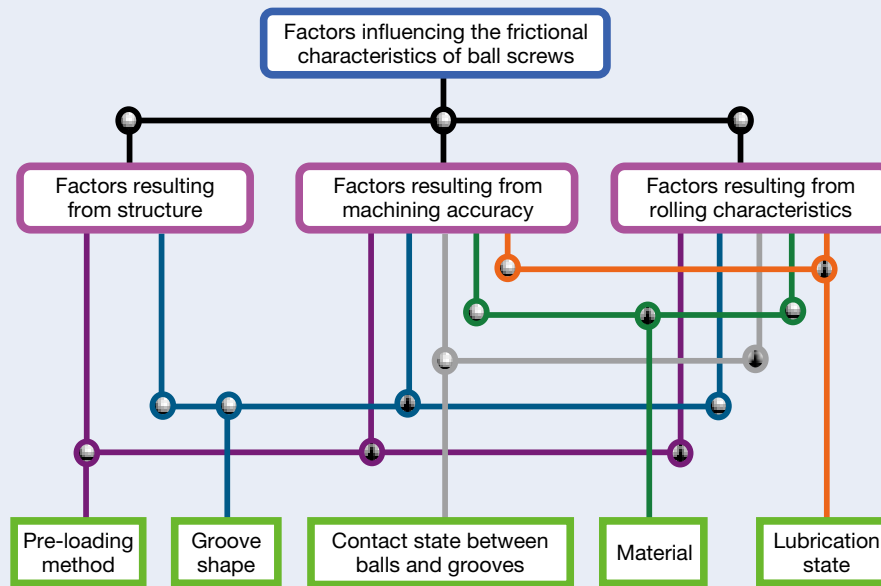 Factors influencing the frictional
characteristics of ball screws
Factors resulting
from structure
Factors resulting from
machining accuracy
Factors resulting from
rolling characteristics
Pre-loading
method
Groove
shape
Contact state between
balls and grooves
Material
Lubrication
state